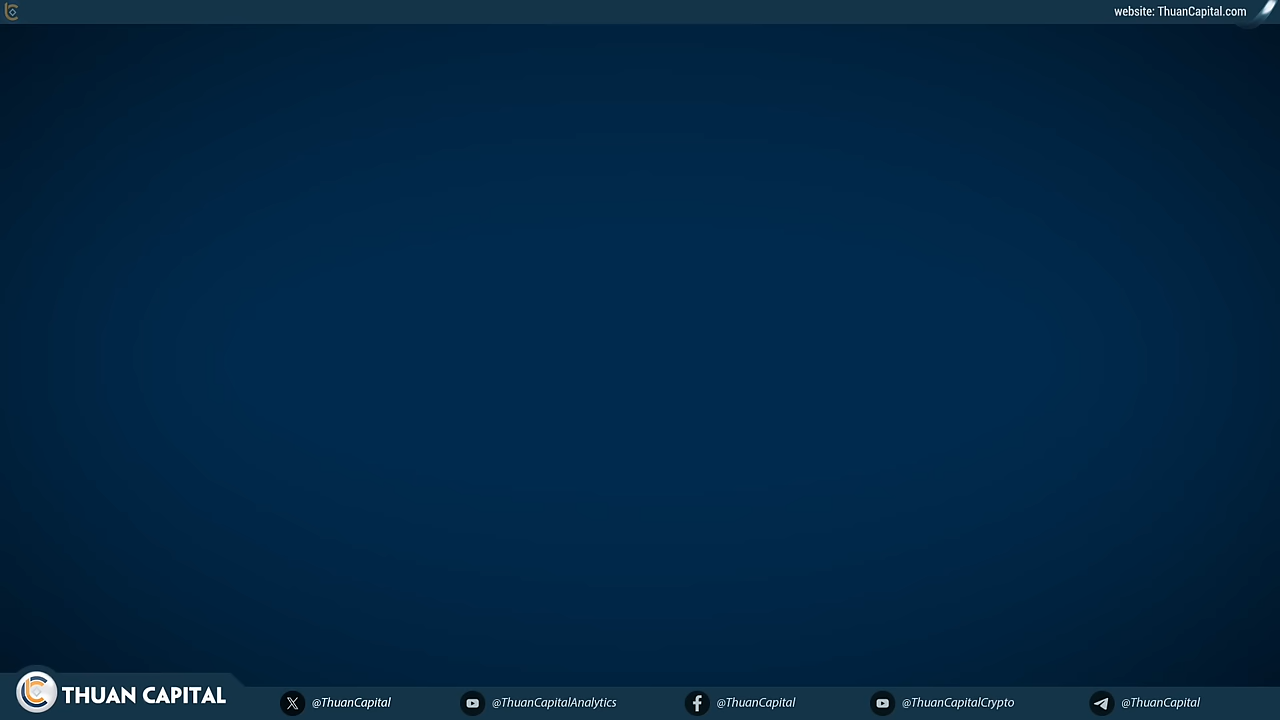 website: ThuanCapital.com
THUAN CAPITAL
@ThuanCapital
@ThuanCapitalAnalytics
@ThuanCapital
@ThuanCapitalCrypto
@ThuanCapital